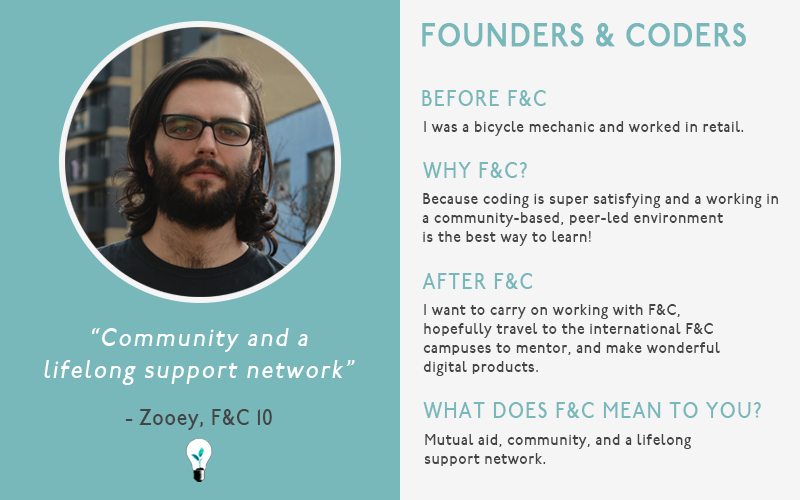 "Community and a
lifelong support network"
- Zooey, F&C 10
FOUNDERS & CODERS
BEFORE F&C
I was a bicycle mechanic and worked in retail.
WHY F&C?
Because coding is super satisfying and a working in
a community-based, peer-led environment
is the best way to learn!
AFTER F&C
I want to carry on working with F&C,
hopefully travel to the international F&C
campuses to mentor, and make wonderful
digital products.
WHAT DOES F&C MEAN TO YOU?
Mutual aid, community, and a lifelong
support network.